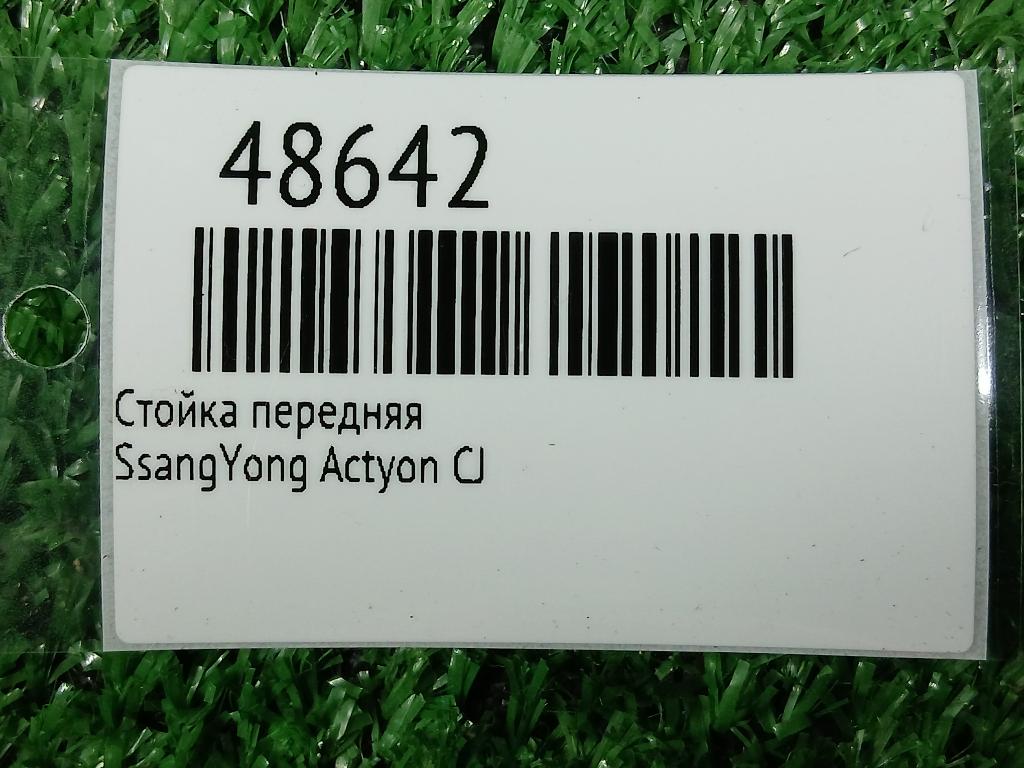 48642
Стойка передняя
SsangYong Actyon CJ